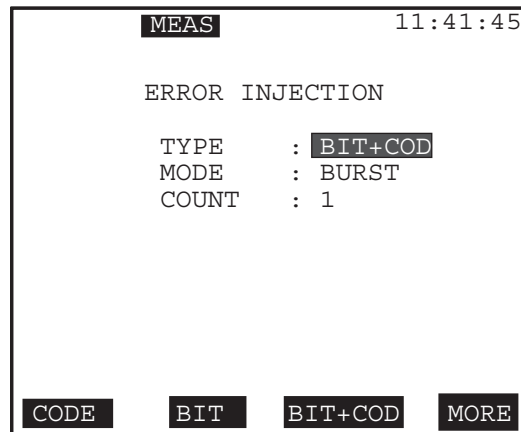 MEAS 11:41:45
ERROR INJECTION
TYPE : BIT+COD
MODE : BURST
COUNT : 1
CODE BIT BIT+COD MORE